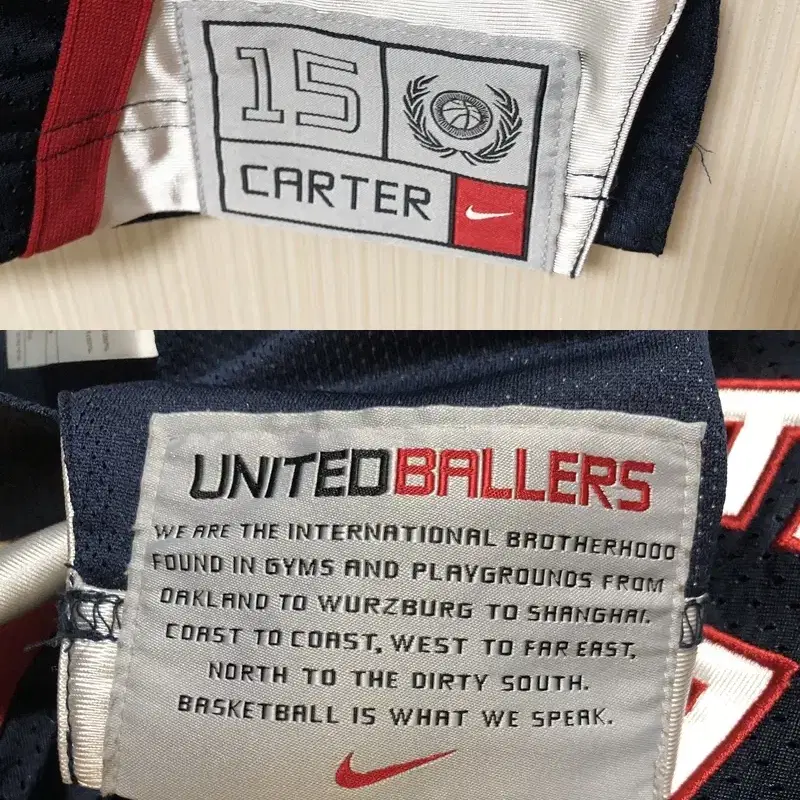 15
CARTER
UNITEDBALLERS
WE ARE THE INTERNATIONAL BROTHERHOOD
FOUND IN GYMS AND PLAYGROUNDS FROM
OAKLAND TO WURZBURG TO SHANGHAI.
COAST TO COAST, WEST TO FAR EAST,
NORTH TO THE DIRTY SOUTH.
BASKETBALL IS WHAT WE SPEAK.